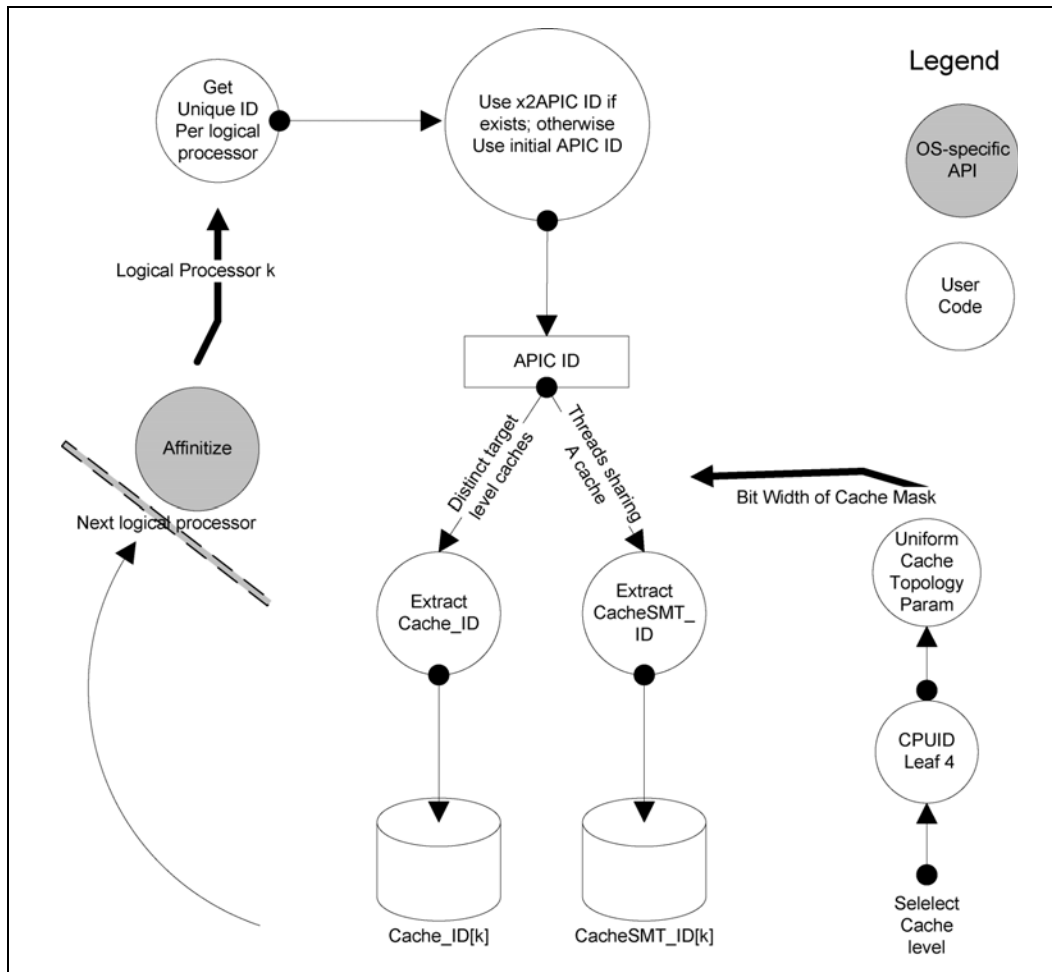 Get
Unique ID
Per logical
processor
Use x2APIC ID if
exists; otherwise
Use initial APIC ID
Legend
OS-specific
API
User
Code
Logical Processor k
APIC ID
Affinitize
Next logical processor
Distinct target
level caches
Threads sharing
A cache
Bit Width of Cache Mask
Uniform
Cache
Topology
Param
Extract
Cache_ID
Extract
CacheSMT_
ID
CPUID
Leaf 4
Selelect
Cache
level
Cache_ID[k]
CacheSMT_ID[k]